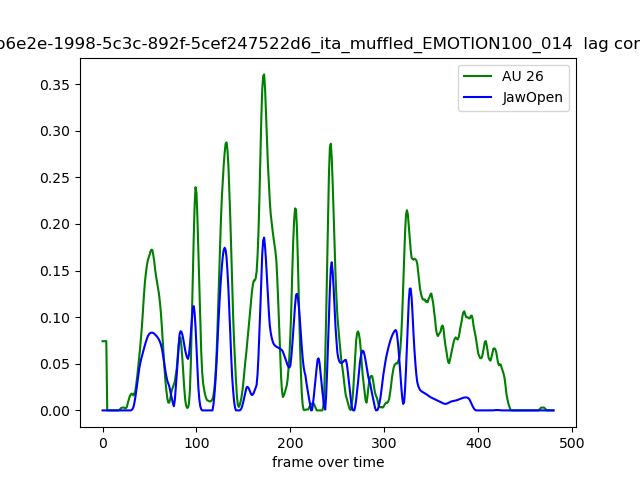 b6e2e-1998-5c3c-892f-5cef247522d6_ita_muffled_EMOTION100_014 lag cor
AU 26
JawOpen
0.35
0.30
0.25
0.20
0.15
0.10
0.05
0.00
0 100 200 300 400 500
frame over time